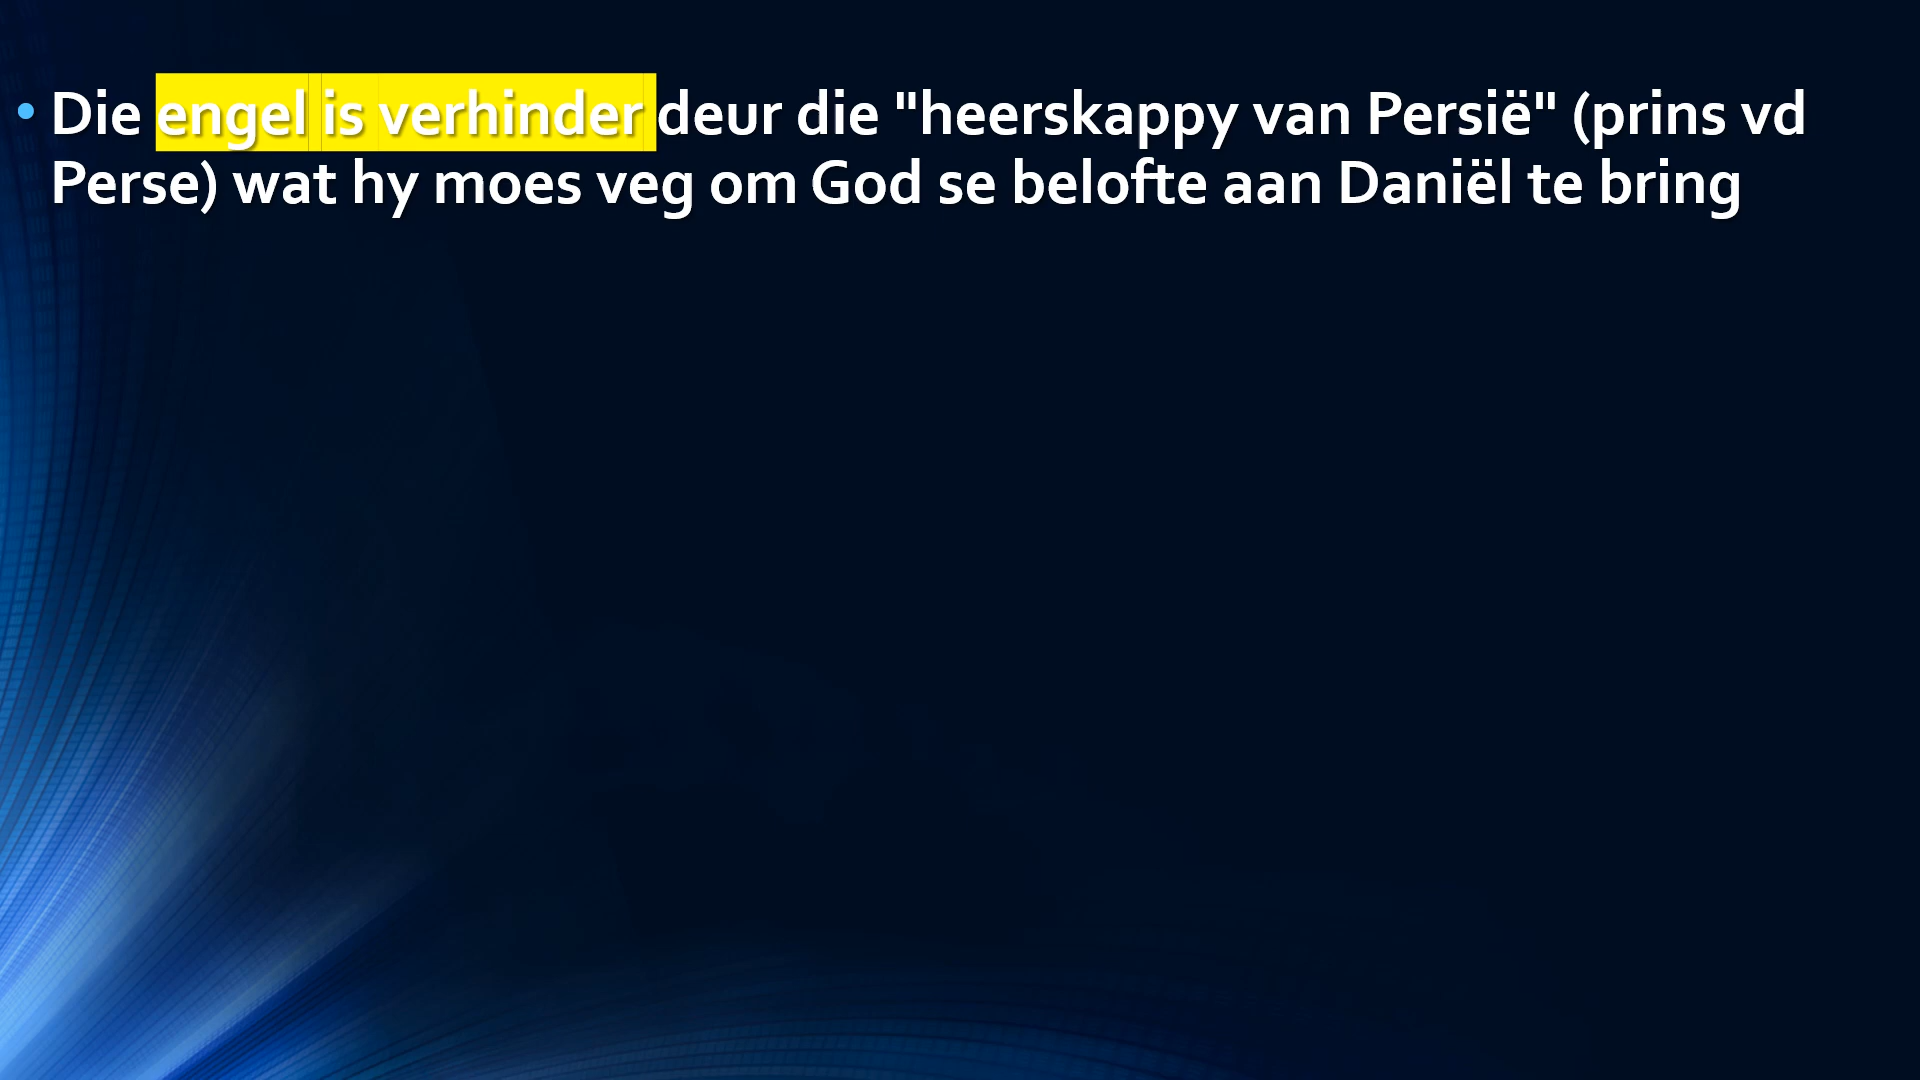 • Die engel is verhinder deur die "heerskappy van Persië" (prins vd
Perse) wat hy moes veg om God se belofte aan Daniël te bring